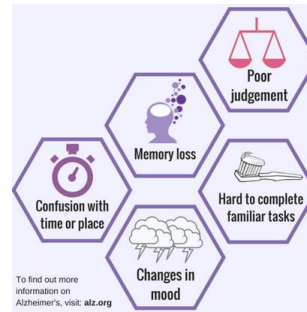 Poor
judgement
Memory loss
Confusion with
time or place
Hard to complete
familiar tasks
Changes in
mood
To find out more
information on
Alzheimer's, visit: alz.org